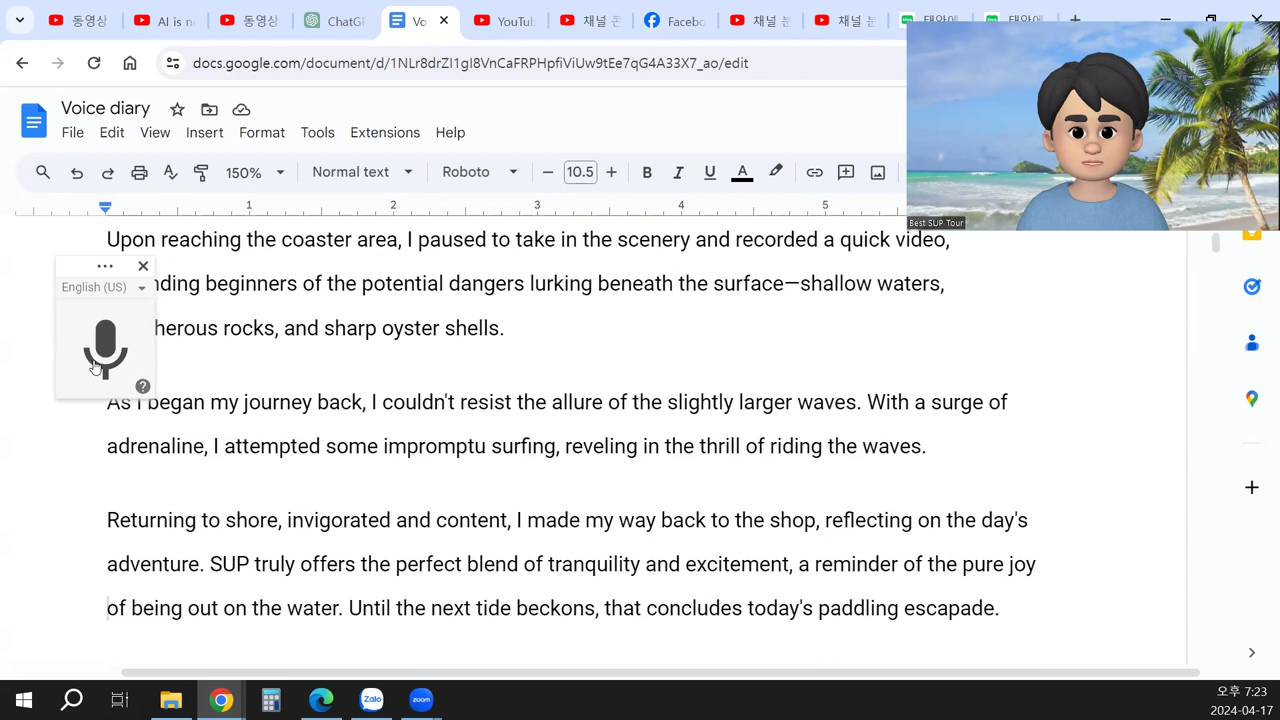 동영상
AI is n
동영상
ChatG
Vo
YouTub
채널 콘
Facebo
채널 분
채널 분
docs.google.com/document/d/1NLr8drZI1gI8VnCaFRPHpfiViUw9tEe7qG4A33X7_ao/edit
Voice diary
File Edit View Insert Format Tools Extensions Help
150% Normal text Roboto 10.5 B I U A
1 2 3 4 5
Best SUP Tour
Upon reaching the coaster area, I paused to take in the scenery and recorded a quick video,
nding beginners of the potential dangers lurking beneath the surface—shallow waters,
herous rocks, and sharp oyster shells.
English (US)
As I began my journey back, I couldn't resist the allure of the slightly larger waves. With a surge of
adrenaline, I attempted some impromptu surfing, reveling in the thrill of riding the waves.
Returning to shore, invigorated and content, I made my way back to the shop, reflecting on the day's
adventure. SUP truly offers the perfect blend of tranquility and excitement, a reminder of the pure joy
of being out on the water. Until the next tide beckons, that concludes today's paddling escapade.
Zalo
zoom
오후 7:23
2024-04-17